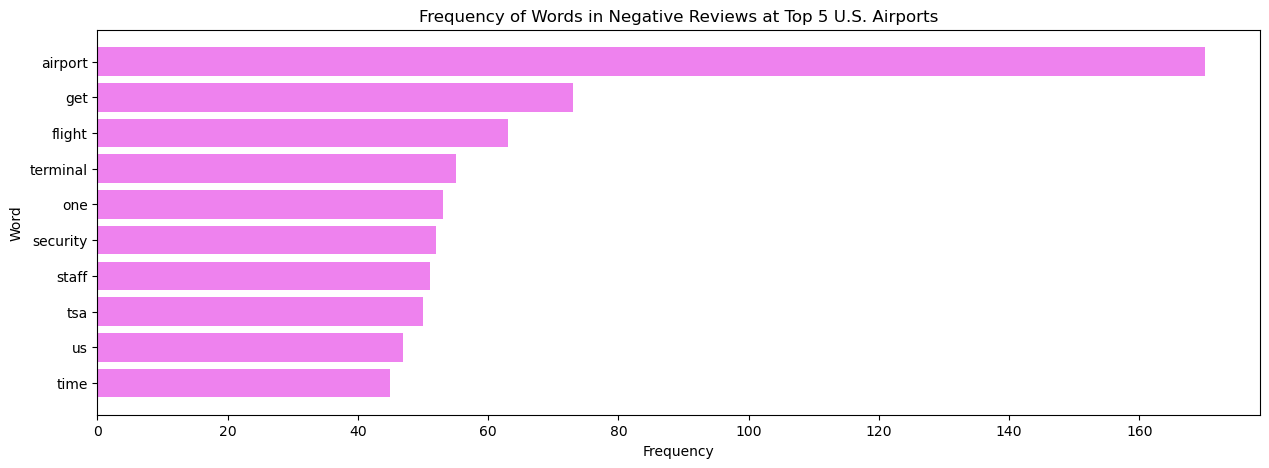 Frequency of Words in Negative Reviews at Top 5 U.S. Airports
Word
airport
get
flight
terminal
one
security
staff
tsa
us
time
0 20 40 60 80 100 120 140 160
Frequency